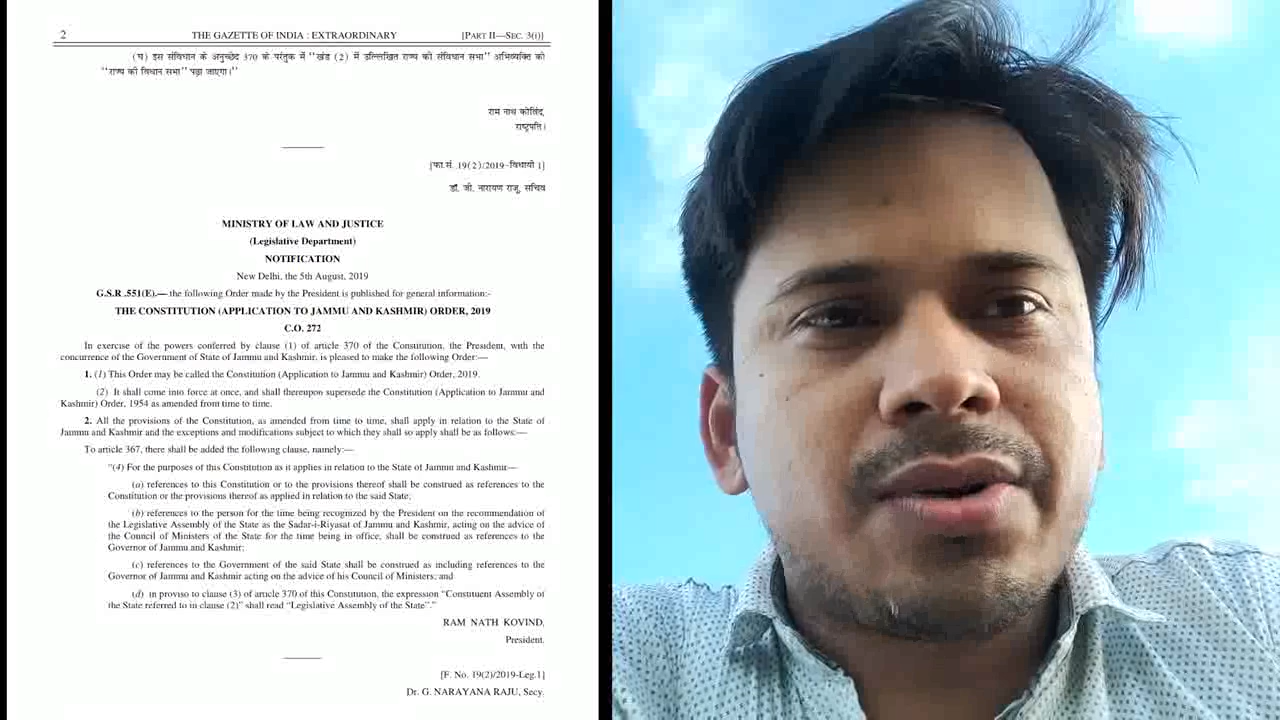 2
THE GAZETTE OF INDIA : EXTRAORDINARY
[PART II—SEC. 3(i)]
(घ) इस संविधान के अनुच्छेद 370 के परंतुक में ''खंड (2) में उल्लिखित राज्य की संविधान सभा'' अभिव्यक्ति को
''राज्य की विधान सभा'' पढ़ा जाएगा।''
राम नाथ कोविंद,
राष्ट्रपति।
[फा.सं. 19(2)/2019-विधायी 1]
डॉ. जी. नारायण राजू, सचिव
MINISTRY OF LAW AND JUSTICE
(Legislative Department)
NOTIFICATION
New Delhi, the 5th August, 2019
G.S.R .551(E).— the following Order made by the President is published for general information:-
THE CONSTITUTION (APPLICATION TO JAMMU AND KASHMIR) ORDER, 2019
C.O. 272
In exercise of the powers conferred by clause (1) of article 370 of the Constitution, the President, with the
concurrence of the Government of State of Jammu and Kashmir, is pleased to make the following Order:—
1. (1) This Order may be called the Constitution (Application to Jammu and Kashmir) Order, 2019.
(2) It shall come into force at once, and shall thereupon supersede the Constitution (Application to Jammu and
Kashmir) Order, 1954 as amended from time to time.
2. All the provisions of the Constitution, as amended from time to time, shall apply in relation to the State of
Jammu and Kashmir and the exceptions and modifications subject to which they shall so apply shall be as follows:—
To article 367, there shall be added the following clause, namely:—
"(4) For the purposes of this Constitution as it applies in relation to the State of Jammu and Kashmir—
(a) references to this Constitution or to the provisions thereof shall be construed as references to the
Constitution or the provisions thereof as applied in relation to the said State;
(b) references to the person for the time being recognized by the President on the recommendation of
the Legislative Assembly of the State as the Sadar-i-Riyasat of Jammu and Kashmir, acting on the advice of
the Council of Ministers of the State for the time being in office, shall be construed as references to the
Governor of Jammu and Kashmir;
(c) references to the Government of the said State shall be construed as including references to the
Governor of Jammu and Kashmir acting on the advice of his Council of Ministers; and
(d) in proviso to clause (3) of article 370 of this Constitution, the expression "Constituent Assembly of
the State referred to in clause (2)" shall read "Legislative Assembly of the State"."
RAM NATH KOVIND,
President.
[F. No. 19(2)/2019-Leg.1]
Dr. G. NARAYANA RAJU, Secy.